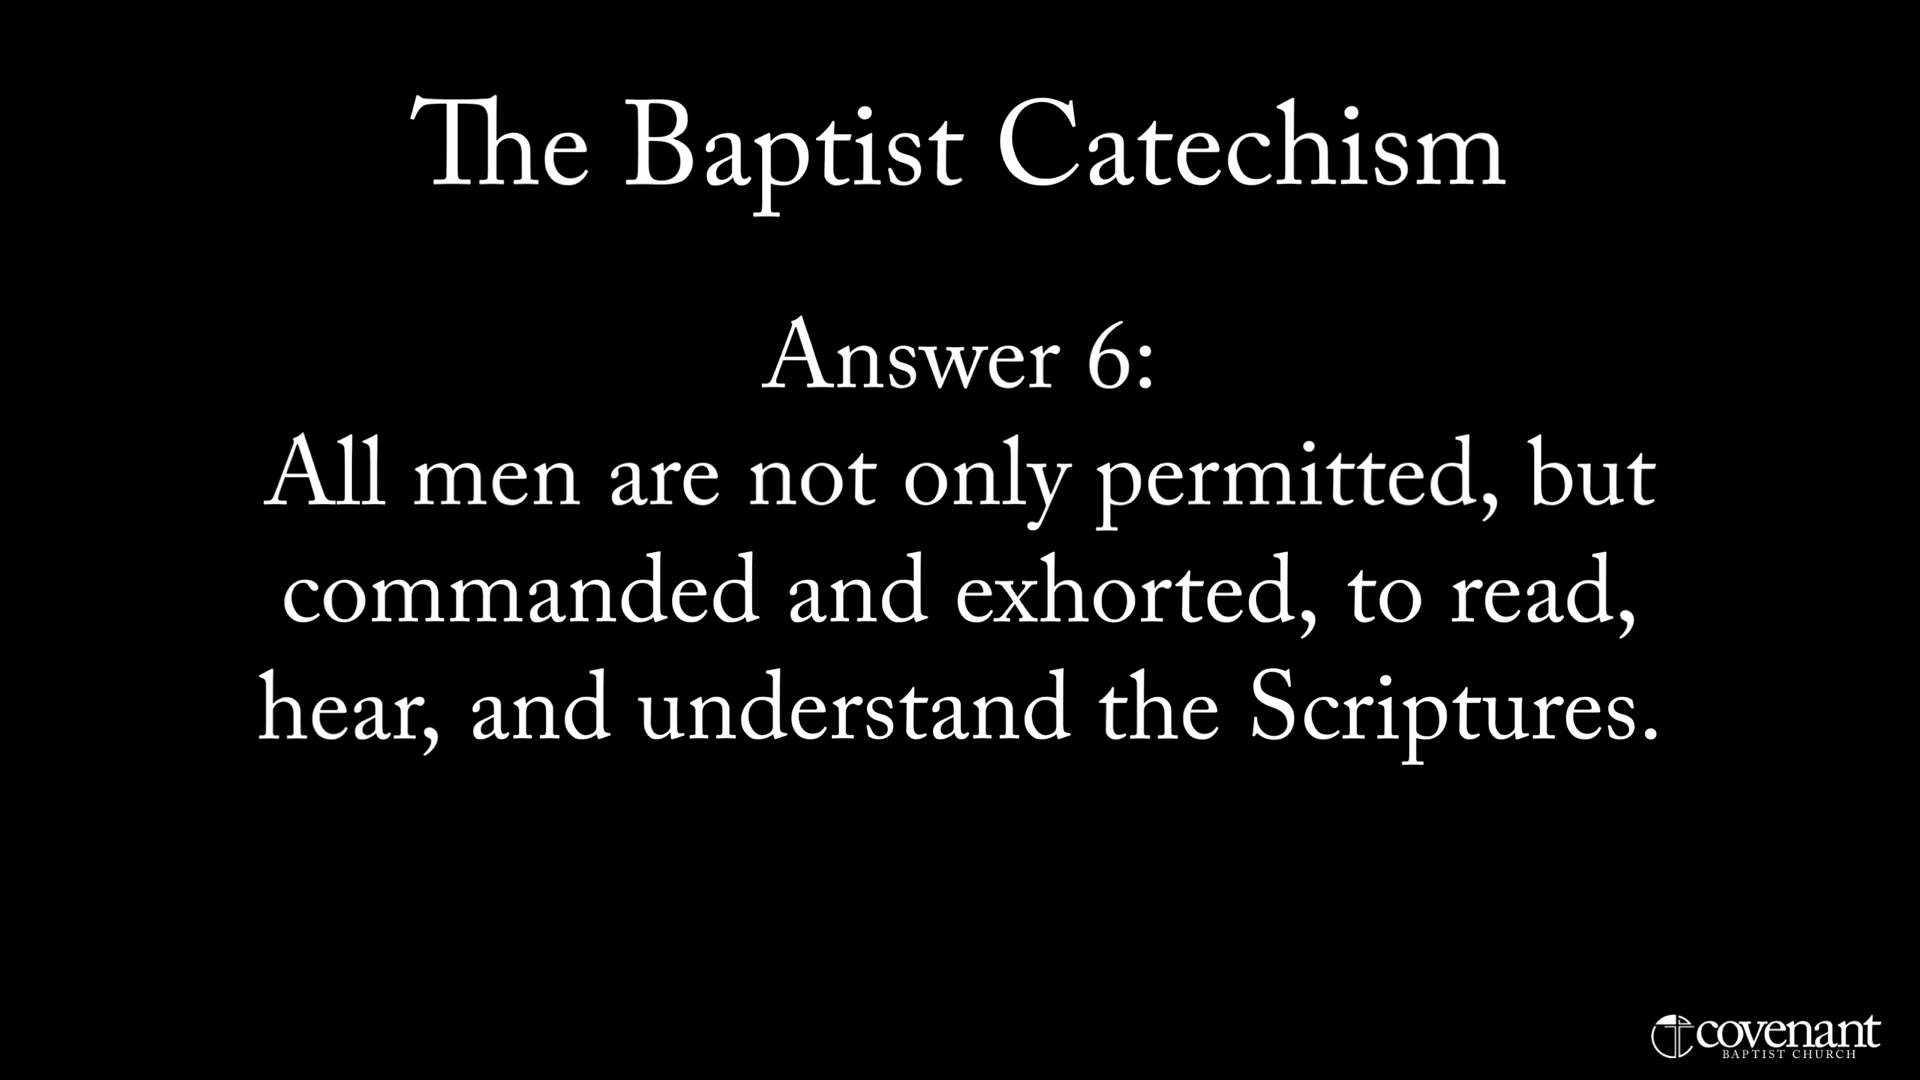 The Baptist Catechism
Answer 6:
All men are not only permitted, but
commanded and exhorted, to read,
hear, and understand the Scriptures.
covenant
BAPTIST CHURCH